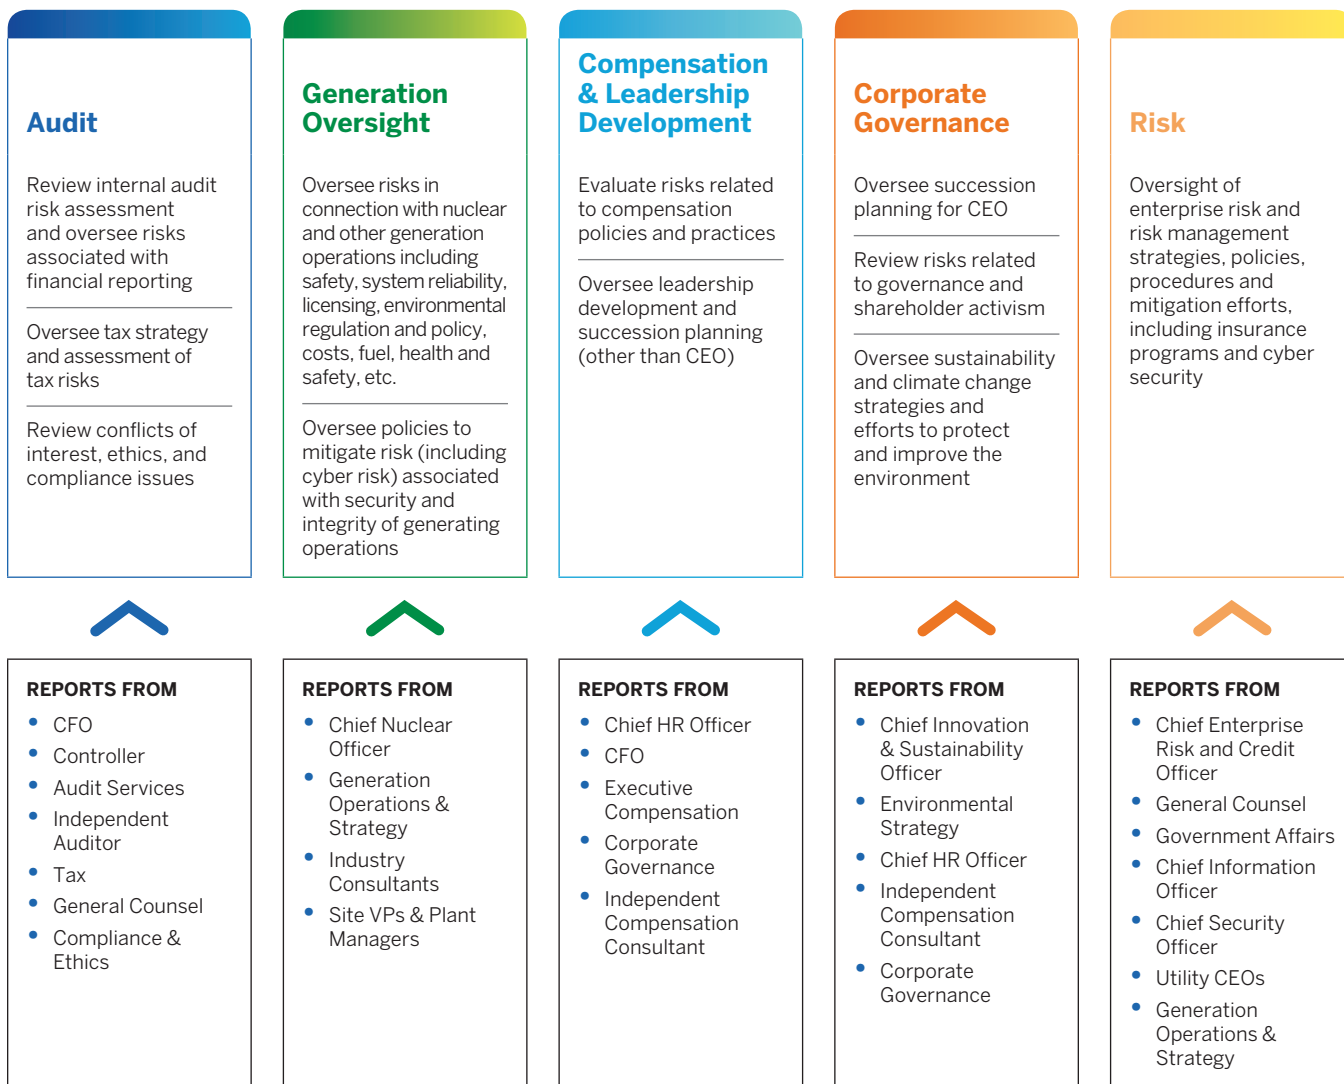 Audit
Review internal audit
risk assessment
and oversee risks
associated with
financial reporting
Oversee tax strategy
and assessment of
tax risks
Review conflicts of
interest, ethics, and
compliance issues
Generation
Oversight
Oversee risks in
connection with nuclear
and other generation
operations including
safety, system reliability,
licensing, environmental
regulation and policy,
costs, fuel, health and
safety, etc.
Oversee policies to
mitigate risk (including
cyber risk) associated
with security and
integrity of generating
operations
Compensation
& Leadership
Development
Evaluate risks related
to compensation
policies and practices
Oversee leadership
development and
succession planning
(other than CEO)
Corporate
Governance
Oversee succession
planning for CEO
Review risks related
to governance and
shareholder activism
Oversee sustainability
and climate change
strategies and
efforts to protect
and improve the
environment
Risk
Oversight of
enterprise risk and
risk management
strategies, policies,
procedures and
mitigation efforts,
including insurance
programs and cyber
security
REPORTS FROM
• CFO
• Controller
• Audit Services
• Independent
Auditor
• Tax
• General Counsel
• Compliance &
Ethics
REPORTS FROM
• Chief Nuclear
Officer
• Generation
Operations &
Strategy
• Industry
Consultants
• Site VPs & Plant
Managers
REPORTS FROM
• Chief HR Officer
• CFO
• Executive
Compensation
• Corporate
Governance
• Independent
Compensation
Consultant
REPORTS FROM
• Chief Innovation
& Sustainability
Officer
• Environmental
Strategy
• Chief HR Officer
• Independent
Compensation
Consultant
• Corporate
Governance
REPORTS FROM
• Chief Enterprise
Risk and Credit
Officer
• General Counsel
• Government Affairs
• Chief Information
Officer
• Chief Security
Officer
• Utility CEOs
• Generation
Operations &
Strategy